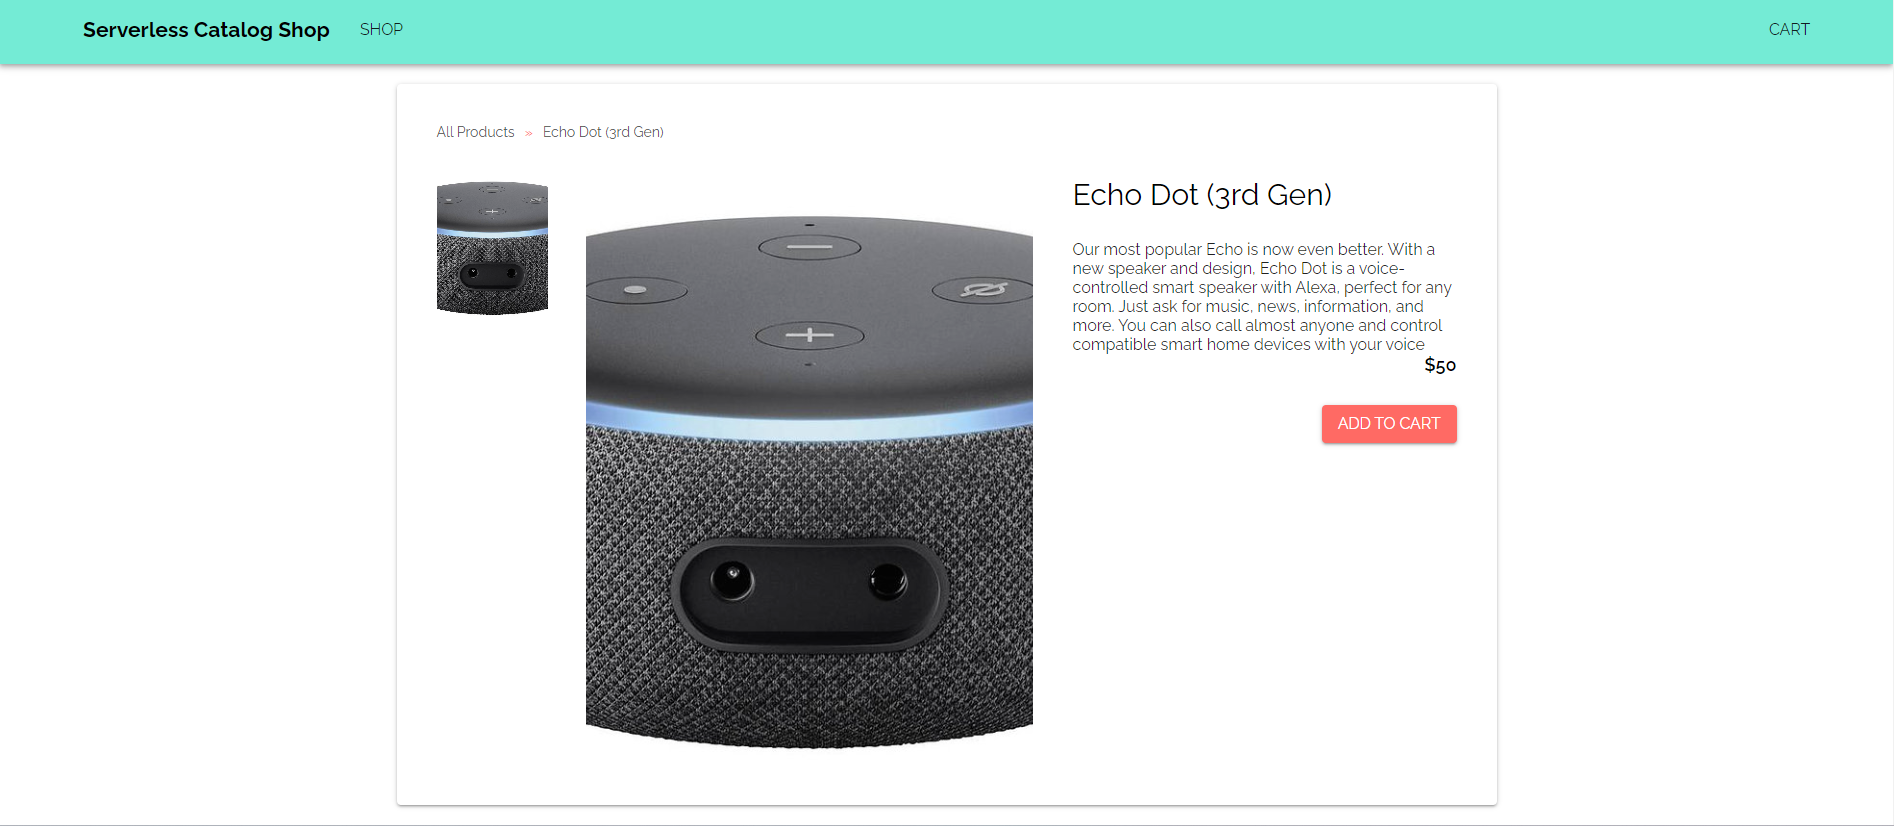 Serverless Catalog Shop SHOP CART
All Products » Echo Dot (3rd Gen)
Echo Dot (3rd Gen)
Our most popular Echo is now even better. With a
new speaker and design, Echo Dot is a voice-
controlled smart speaker with Alexa, perfect for any
room. Just ask for music, news, information, and
more. You can also call almost anyone and control
compatible smart home devices with your voice
$50
ADD TO CART